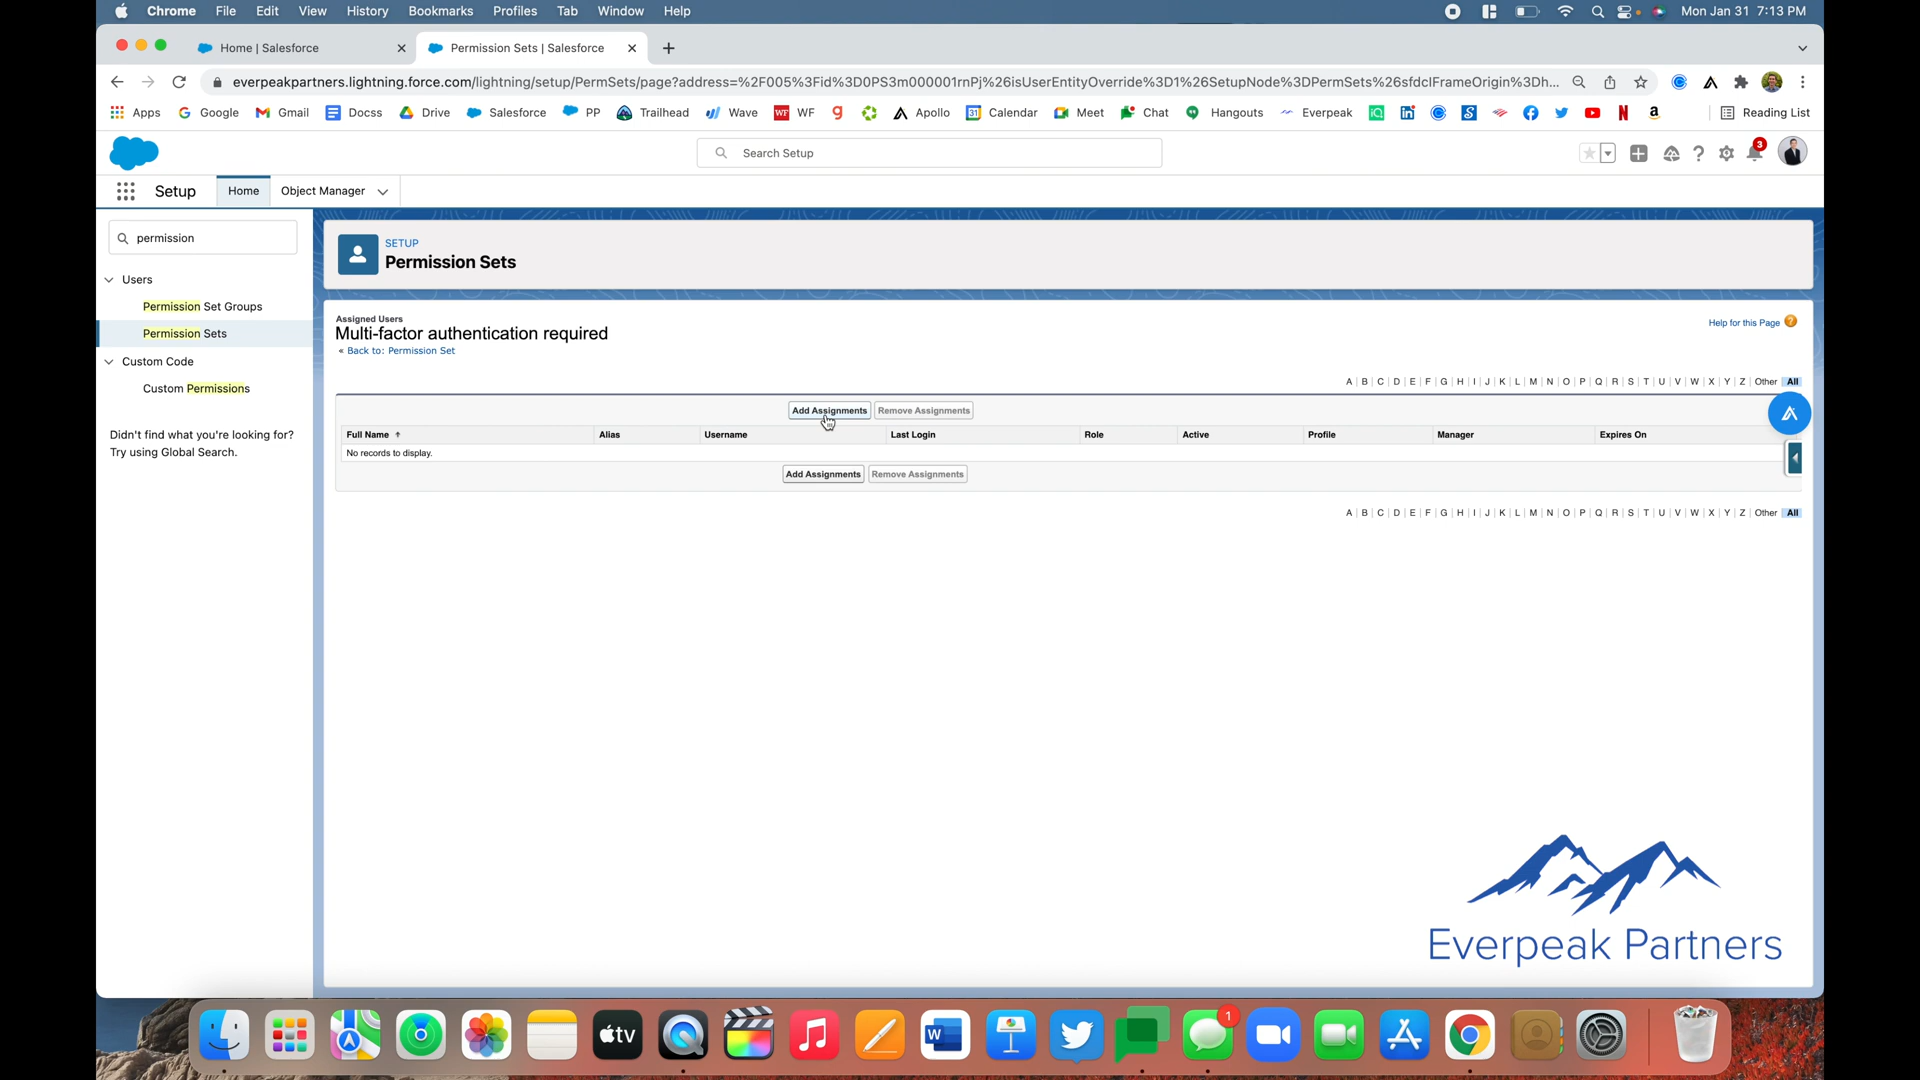 Chrome File Edit View History Bookmarks Profiles Tab Window Help Mon Jan 31 7:13 PM
Home | Salesforce Permission Sets | Salesforce
everpeakpartners.lightning.force.com/lightning/setup/PermSets/page?address=%2F005%3Fid%3D0PS3m000001rnPj%26isUserEntityOverride%3D1%26SetupNode%3DPermSets%26sfdcIFrameOrigin%3Dh...
Apps Google Gmail Docss Drive Salesforce PP Trailhead Wave WF WF g Apollo 31 Calendar Meet Chat Hangouts Everpeak Reading List
Search Setup 3
Setup Home Object Manager
permission
Users
Permission Set Groups
Permission Sets
Custom Code
Custom Permissions
Didn't find what you're looking for?
Try using Global Search.
SETUP
Permission Sets
Assigned Users
Multi-factor authentication required
« Back to: Permission Set
Help for this Page ?
A | B | C | D | E | F | G | H | I | J | K | L | M | N | O | P | Q | R | S | T | U | V | W | X | Y | Z | Other | All
Add Assignments Remove Assignments
Full Name Alias Username Last Login Role Active Profile Manager Expires On
No records to display.
Add Assignments Remove Assignments
A | B | C | D | E | F | G | H | I | J | K | L | M | N | O | P | Q | R | S | T | U | V | W | X | Y | Z | Other | All
Everpeak Partners
tv W 1